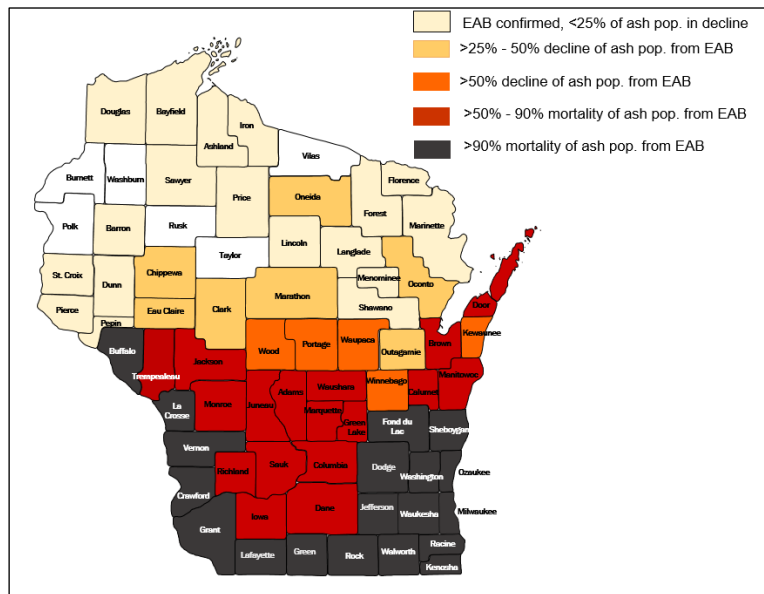 EAB confirmed, <25% of ash pop. in decline
>25% - 50% decline of ash pop. from EAB
>50% decline of ash pop. from EAB
>50% - 90% mortality of ash pop. from EAB
>90% mortality of ash pop. from EAB
Douglas
Bayfield
Iron
Ashland
Vilas
Burnett
Washburn
Sawyer
Price
Oneida
Florence
Forest
Marinette
Polk
Barron
Rusk
Taylor
Lincoln
Langlade
Menominee
Oconto
St. Croix
Dunn
Chippewa
Pierce
Pepin
Eau Claire
Clark
Marathon
Shawano
Door
Buffalo
Trempealeau
Jackson
Wood
Portage
Waupaca
Outagamie
Brown
Kewaunee
La
Crosse
Monroe
Juneau
Adams
Waushara
Marquette
Green
Lake
Winnebago
Calumet
Manitowoc
Vernon
Fond du
Lac
Sheboygan
Crawford
Richland
Sauk
Columbia
Dodge
Washington
Ozaukee
Grant
Iowa
Dane
Jefferson
Waukesha
Milwaukee
Lafayette
Green
Rock
Walworth
Racine
Kenosha